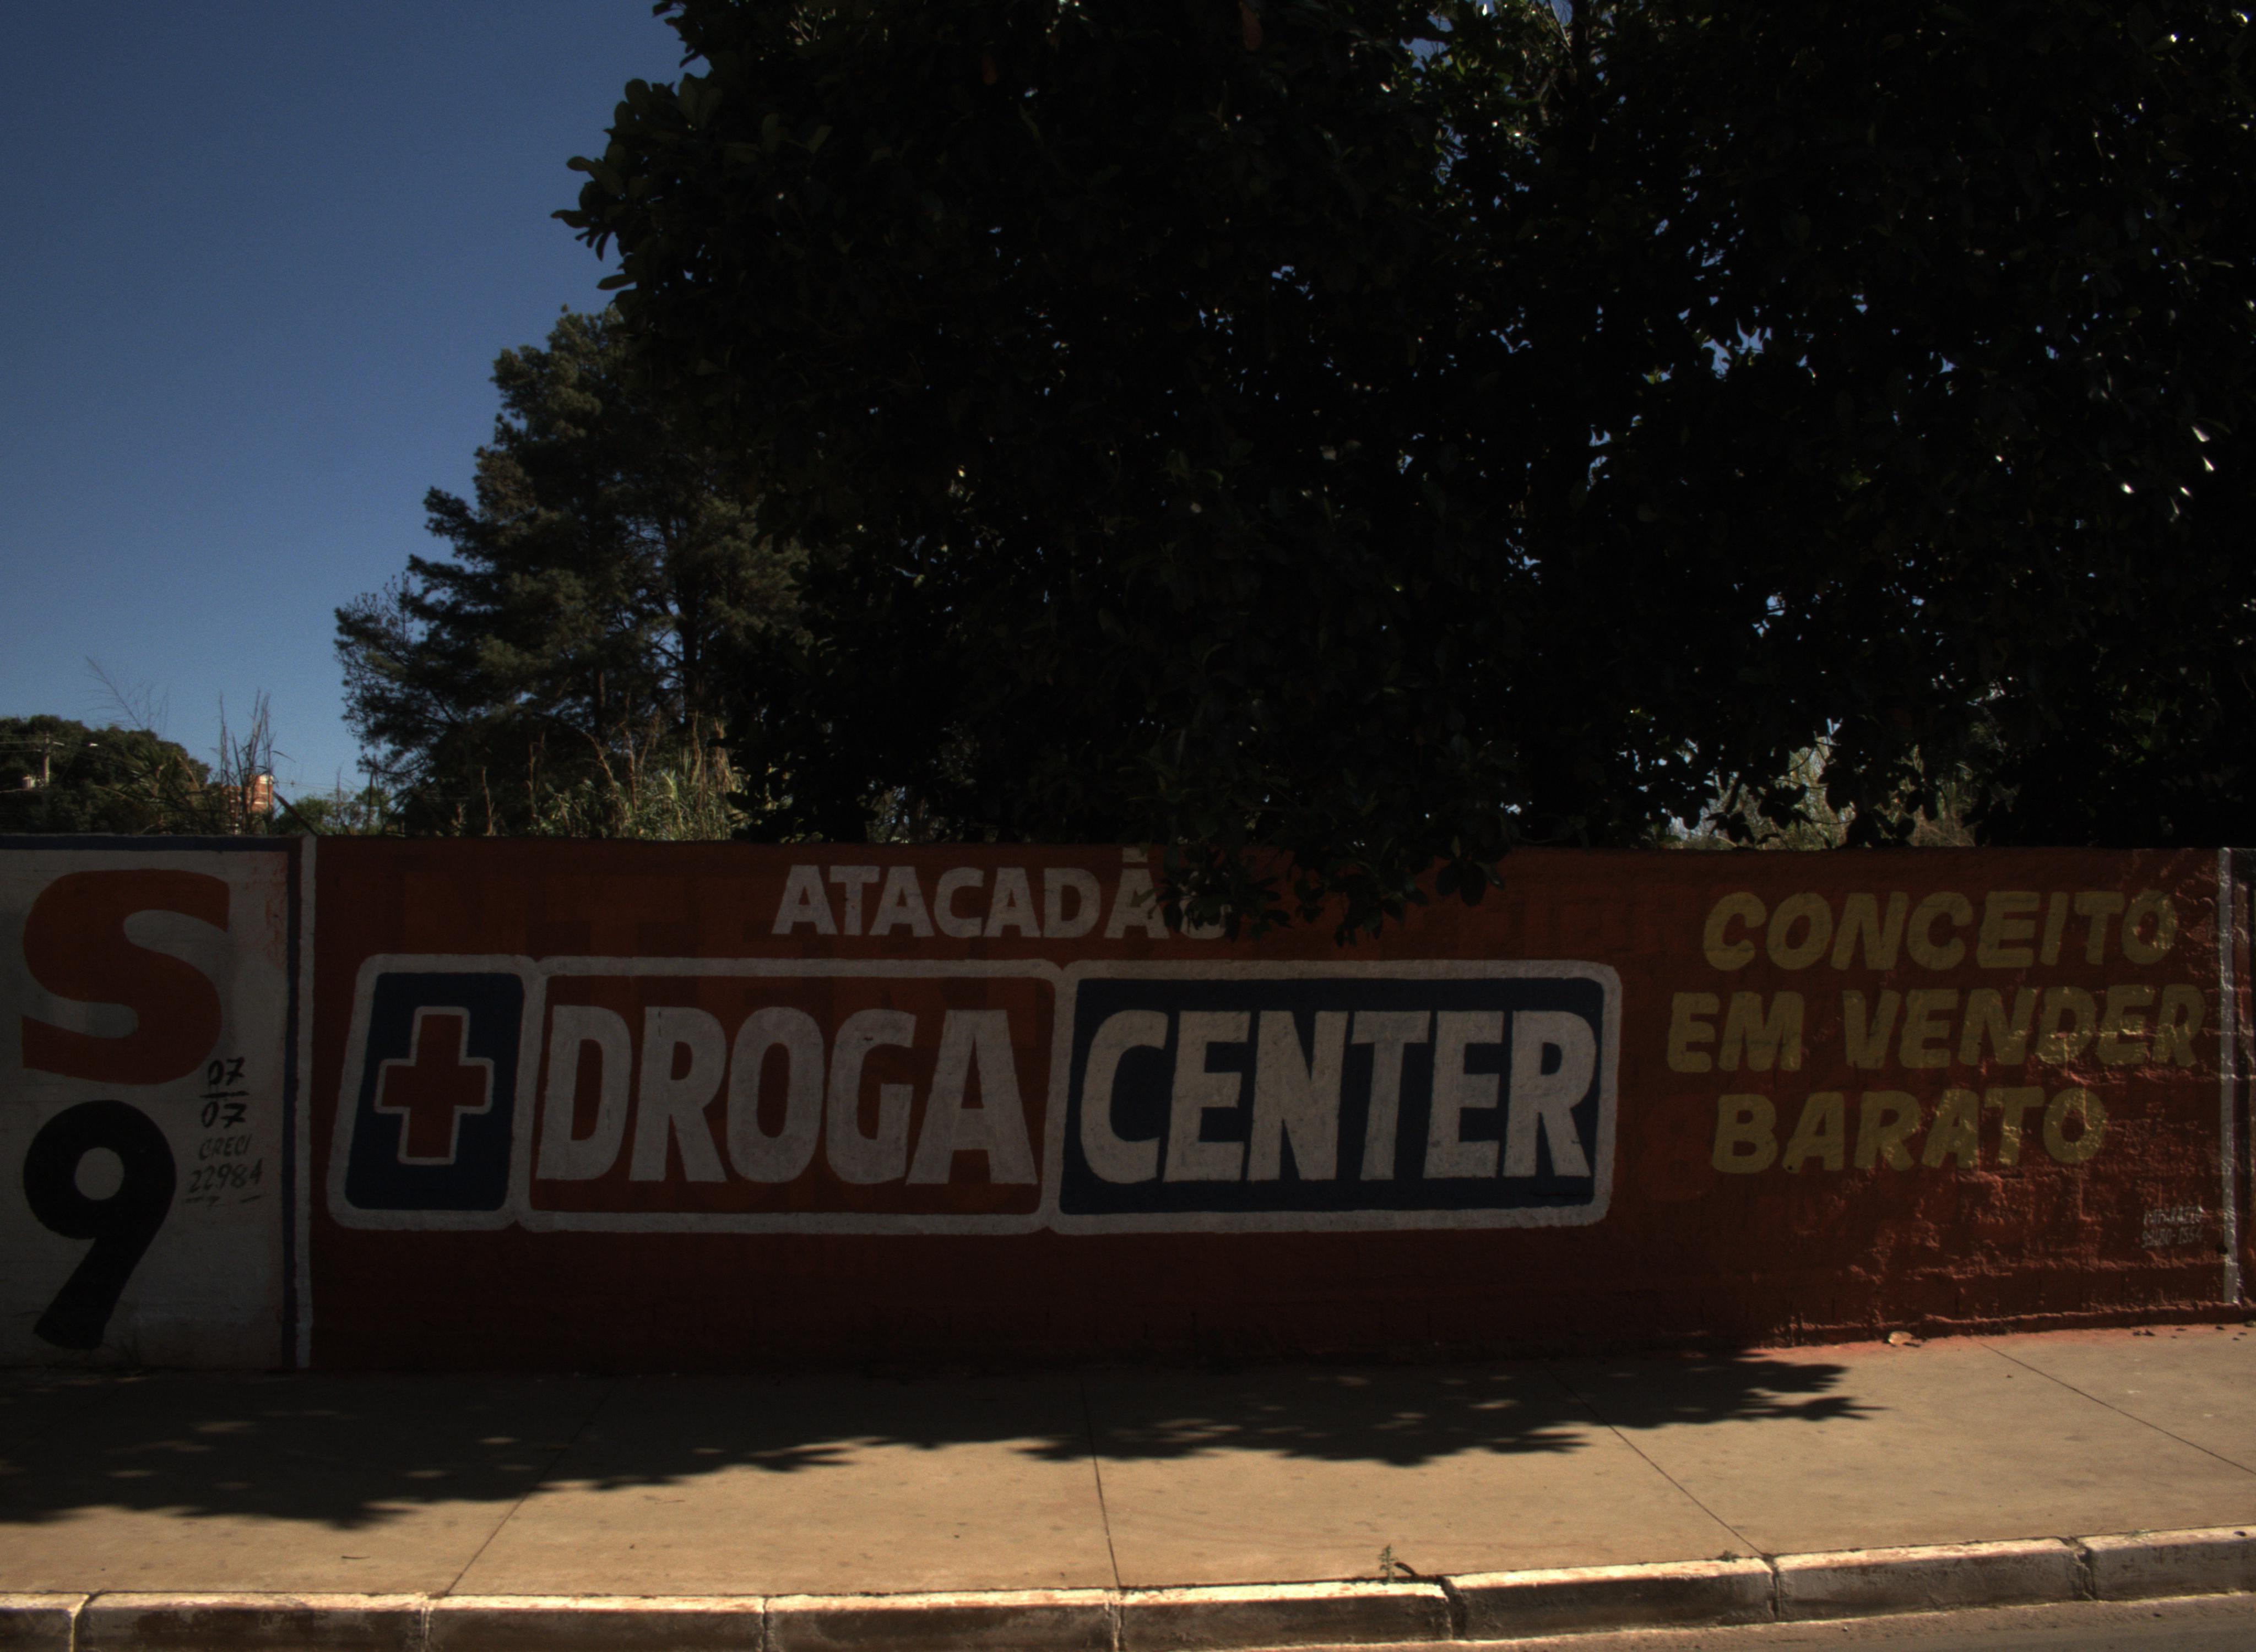 S
9
07
07
CRECI
22984
ATACADÃO
DROGA CENTER
CONCEITO
EM VENDER
BARATO